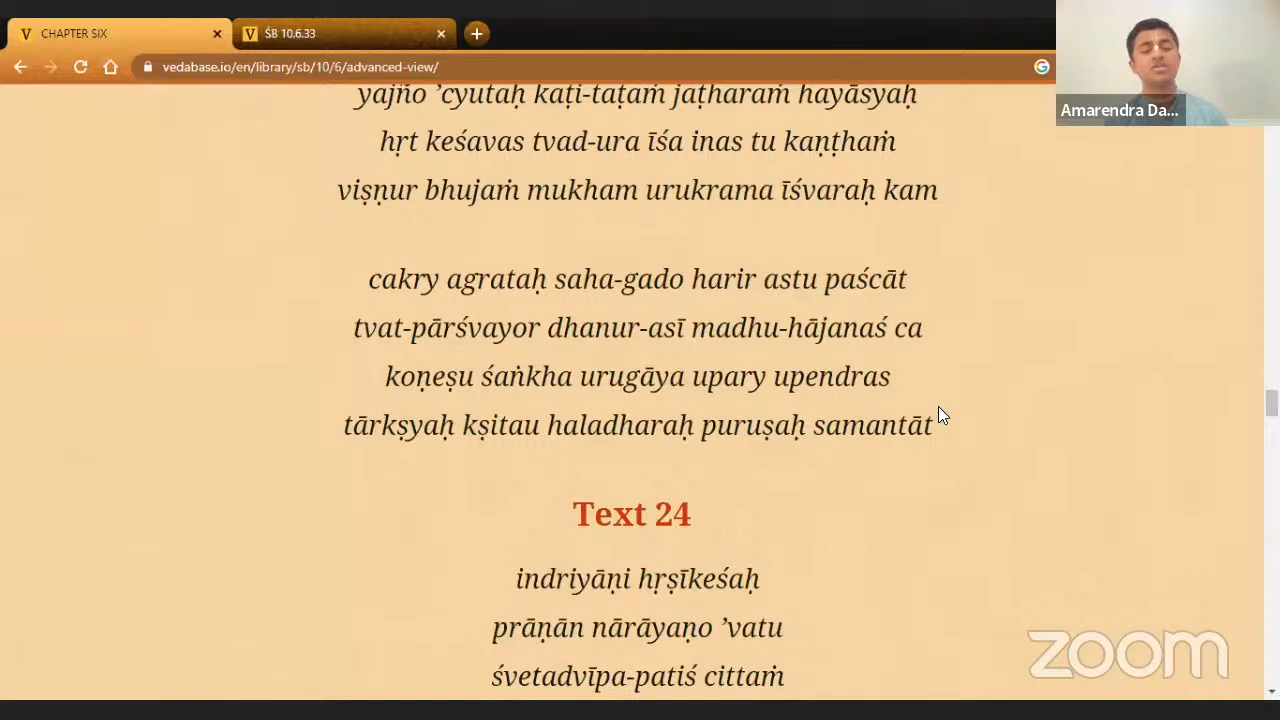 CHAPTER SIX
ŚB 10.6.33
vedabase.io/en/library/sb/10/6/advanced-view/
Amarendra Da...
yajño ’cyutaḥ kaṭi-taṭaṁ jaṭharaṁ hayāsyaḥ
hṛt keśavas tvad-ura īśa inas tu kaṇṭhaṁ
viṣṇur bhujaṁ mukham urukrama īśvaraḥ kam
cakry agrataḥ saha-gado harir astu paścāt
tvat-pārśvayor dhanur-asī madhu-hājanaś ca
koṇeṣu śaṅkha urugāya upary upendras
tārkṣyaḥ kṣitau haladharaḥ puruṣaḥ samantāt
Text 24
indriyāṇi hṛṣīkeśaḥ
prāṇān nārāyaṇo ’vatu
śvetadvīpa-patiś cittaṁ
zoom